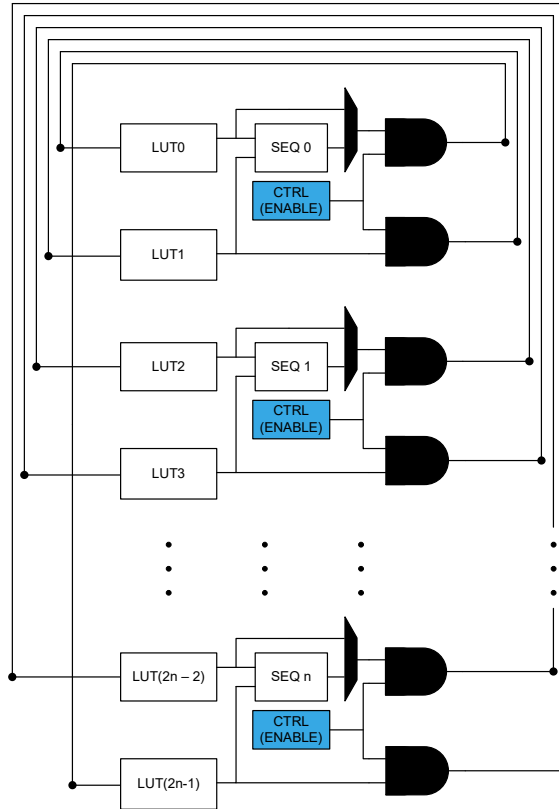 LUT0
SEQ 0
CTRL
(ENABLE)
LUT1
LUT2
SEQ 1
CTRL
(ENABLE)
LUT3
LUT(2n – 2)
SEQ n
CTRL
(ENABLE)
LUT(2n-1)